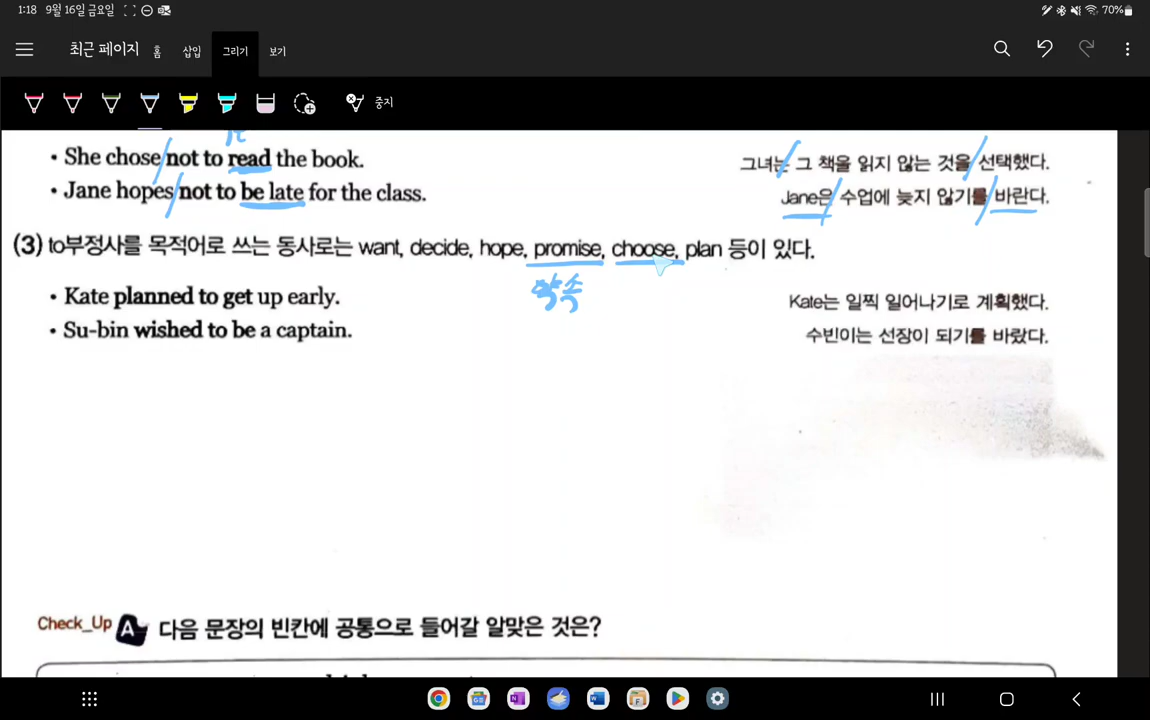 1:18 9월 16일 금요일 70%
최근 페이지 홈 삽입 그리기 보기
중지
• She chose not to read the book. 그녀는 그 책을 읽지 않는 것을 선택했다.
• Jane hopes not to be late for the class. Jane은 수업에 늦지 않기를 바란다.
(3) to부정사를 목적어로 쓰는 동사로는 want, decide, hope, promise, choose, plan 등이 있다.
약속
• Kate planned to get up early. Kate는 일찍 일어나기로 계획했다.
• Su-bin wished to be a captain. 수빈이는 선장이 되기를 바랐다.
Check_Up A 다음 문장의 빈칸에 공통으로 들어갈 알맞은 것은?